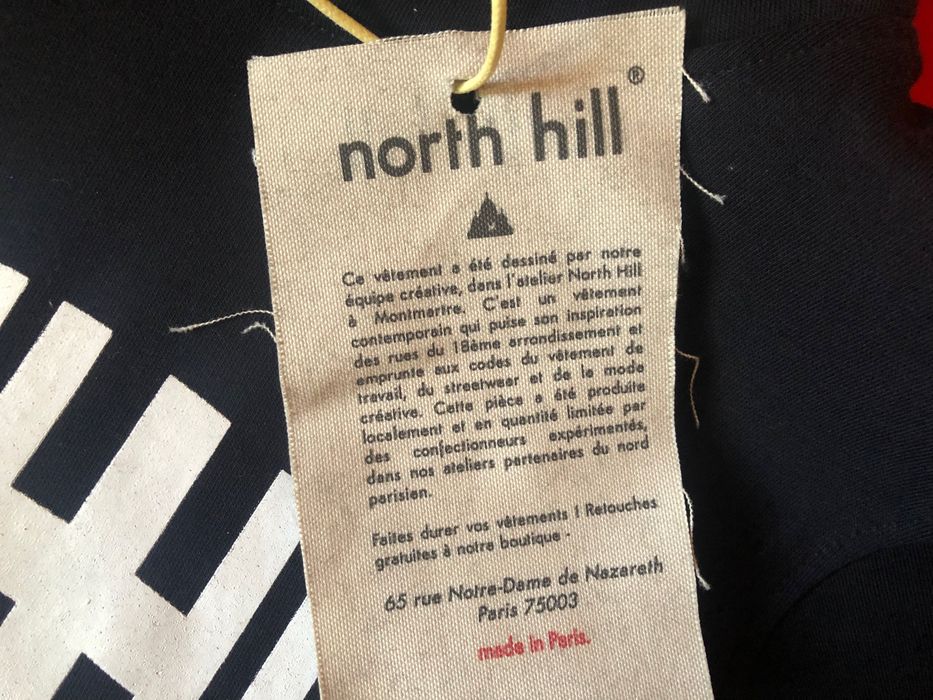 north hill®
Ce vêtement a été dessiné par notre
équipe créative, dans l'atelier North Hill
à Montmartre. C'est un vêtement
contemporain qui puise son inspiration
des rues du 18ème arrondissement et
emprunte aux codes du vêtement de
travail, du streetwear et de la mode
créative. Cette pièce a été produite
localement et en quantité limitée par
des confectionneurs expérimentés,
dans nos ateliers partenaires du nord
parisien.
Faites durer vos vêtements ! Retouches
gratuites à notre boutique -
65 rue Notre-Dame de Nazareth
Paris 75003
made in Paris.